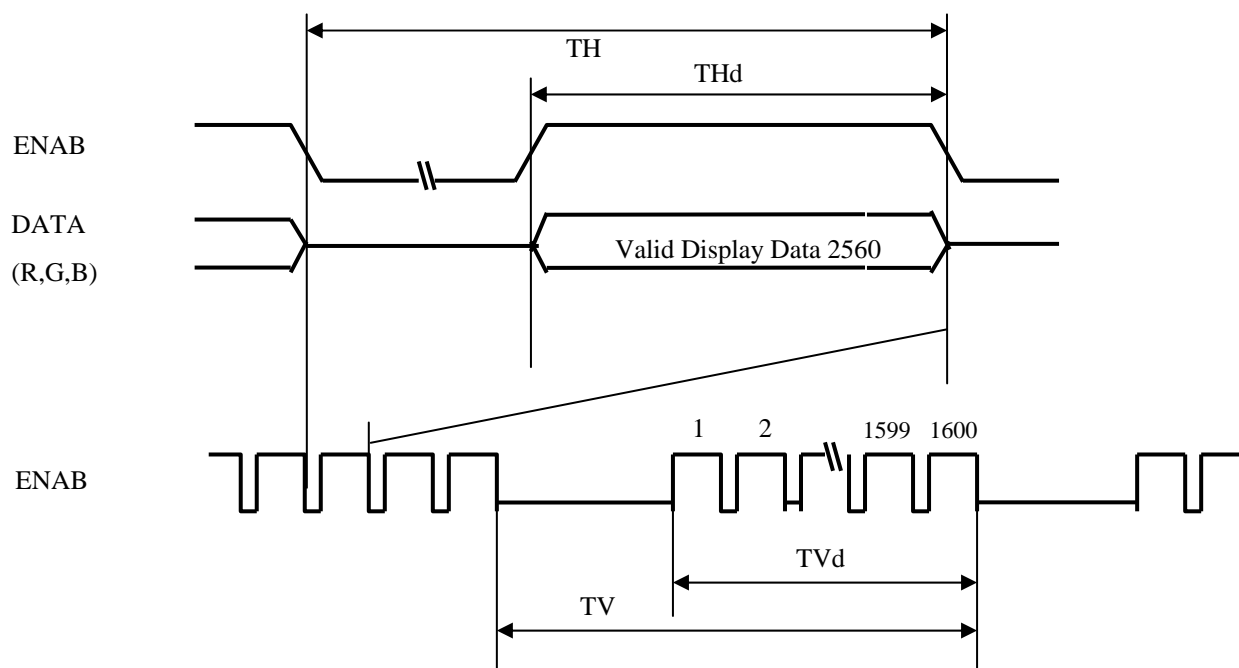 TH
THd
ENAB
DATA
(R,G,B)
Valid Display Data 2560
1 2 1599 1600
ENAB
TVd
TV